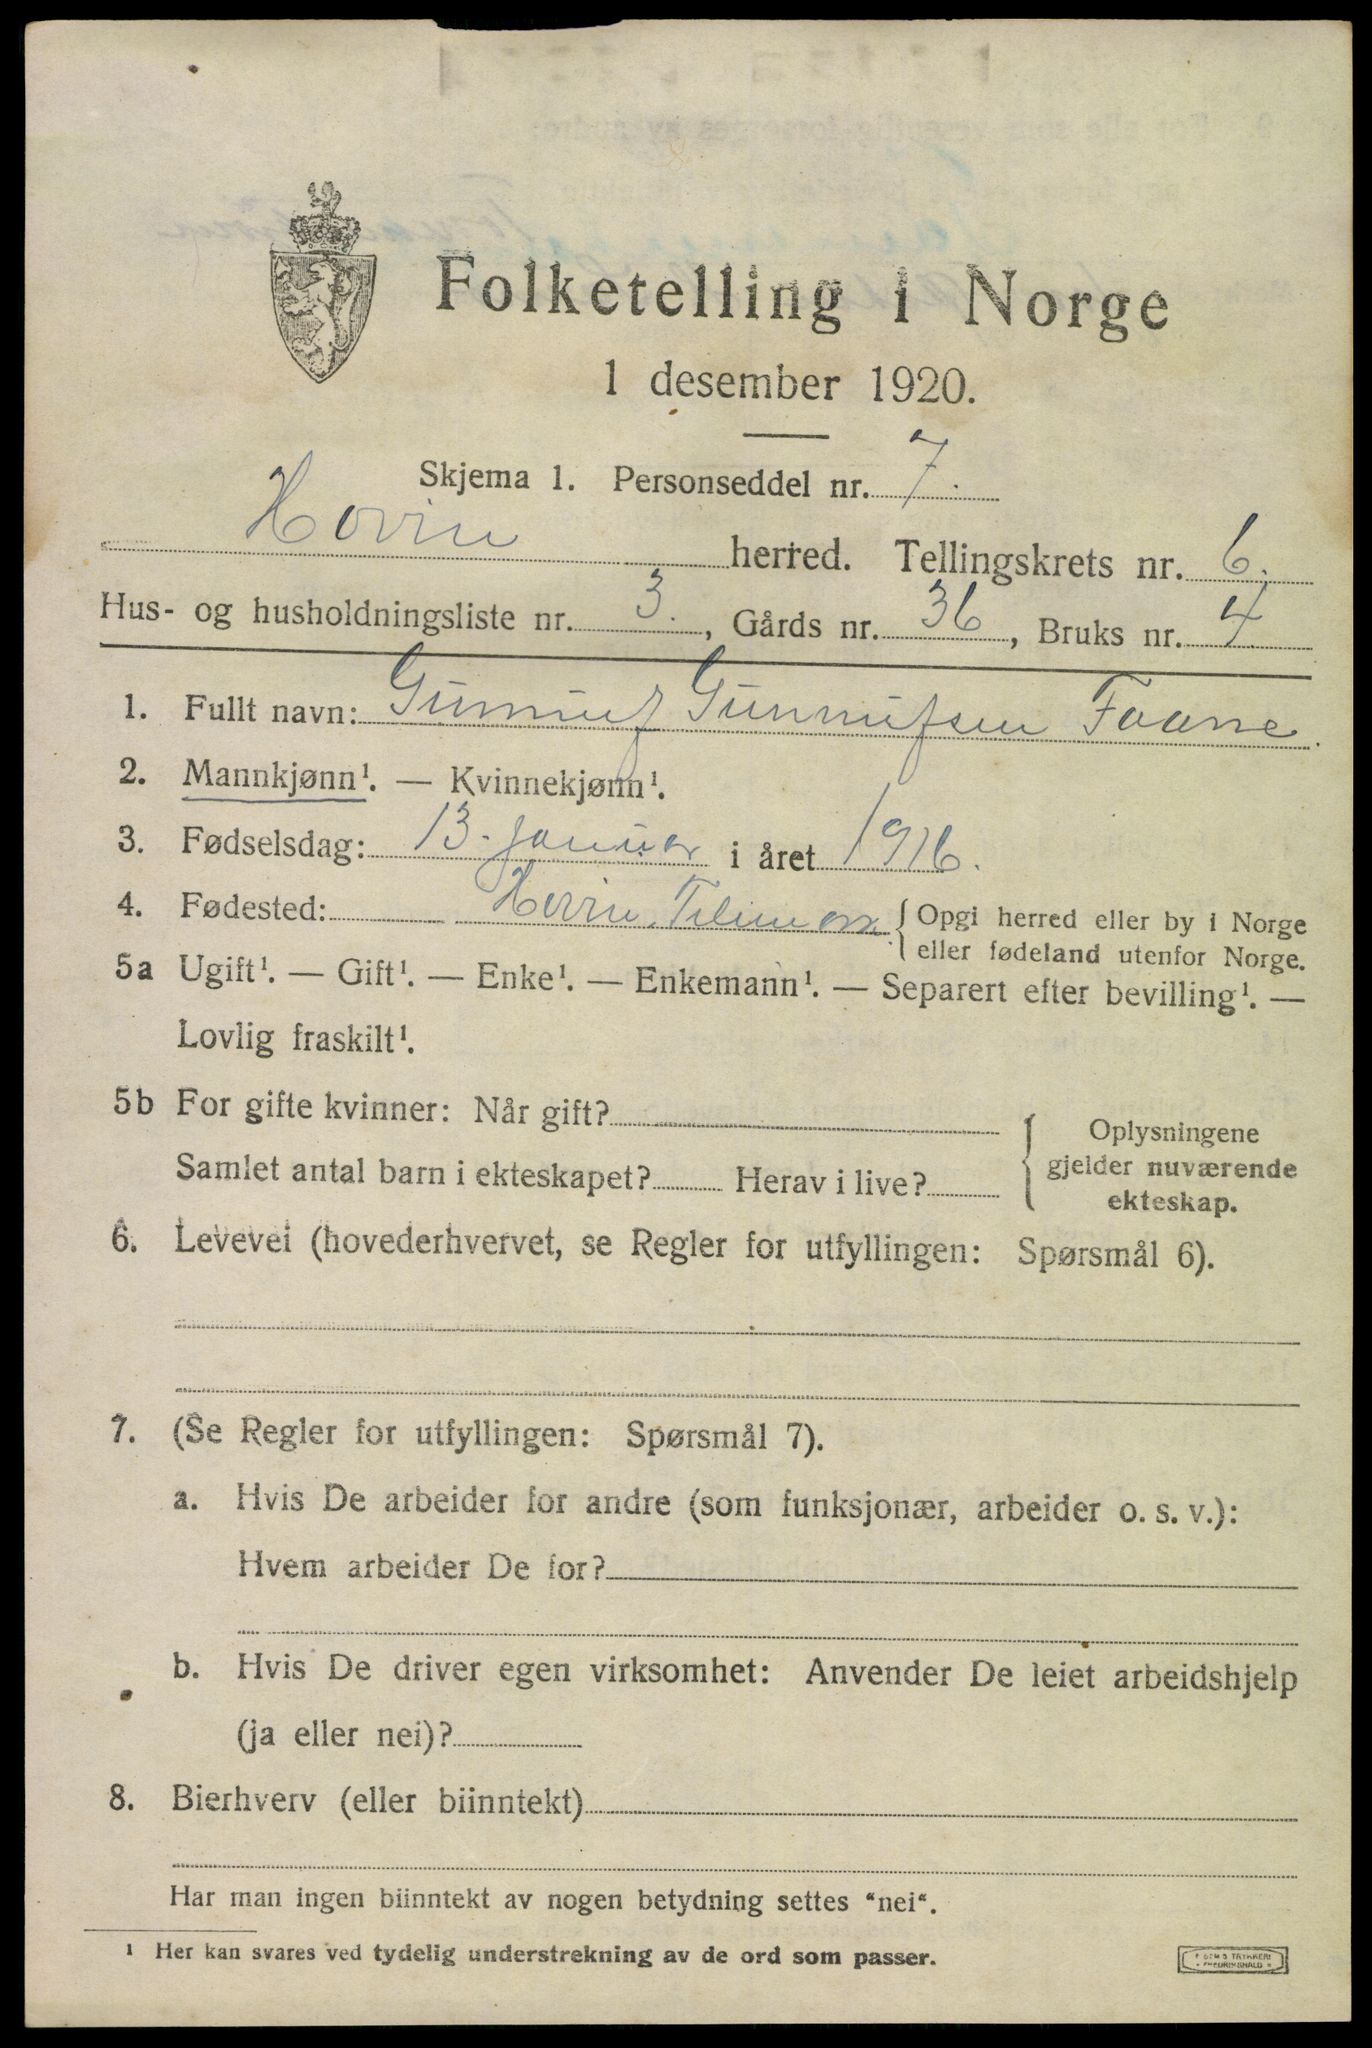 Folketelling i Norge
1 desember 1920.
Skjema 1. Personseddel nr. 7.
Hovin herred. Tellingskrets nr. 6.
Hus- og husholdningsliste nr. 3., Gårds nr. 36, Bruks nr. 4
1. Fullt navn: Gunnuf Gunnufsen Faane.
2. Mannkjønn¹. — Kvinnekjønn¹.
3. Fødselsdag: 13. januar i året 1916.
4. Fødested: Hovin, Telemark { Opgi herred eller by i Norge
eller fødeland utenfor Norge.
5a Ugift¹. — Gift¹. — Enke¹. — Enkemann¹. — Separert efter bevilling¹. —
Lovlig fraskilt¹.
5b For gifte kvinner: Når gift?
Samlet antal barn i ekteskapet? Herav i live?
{ Oplysningene
gjelder nuværende
ekteskap.
6. Levevei (hovederhvervet, se Regler for utfyllingen: Spørsmål 6).
7. (Se Regler for utfyllingen: Spørsmål 7).
a. Hvis De arbeider for andre (som funksjonær, arbeider o. s. v.):
Hvem arbeider De for?
b. Hvis De driver egen virksomhet: Anvender De leiet arbeidshjelp
(ja eller nei)?
8. Bierhverv (eller biinntekt)
Har man ingen biinntekt av nogen betydning settes “nei“.
¹ Her kan svares ved tydelig understrekning av de ord som passer.